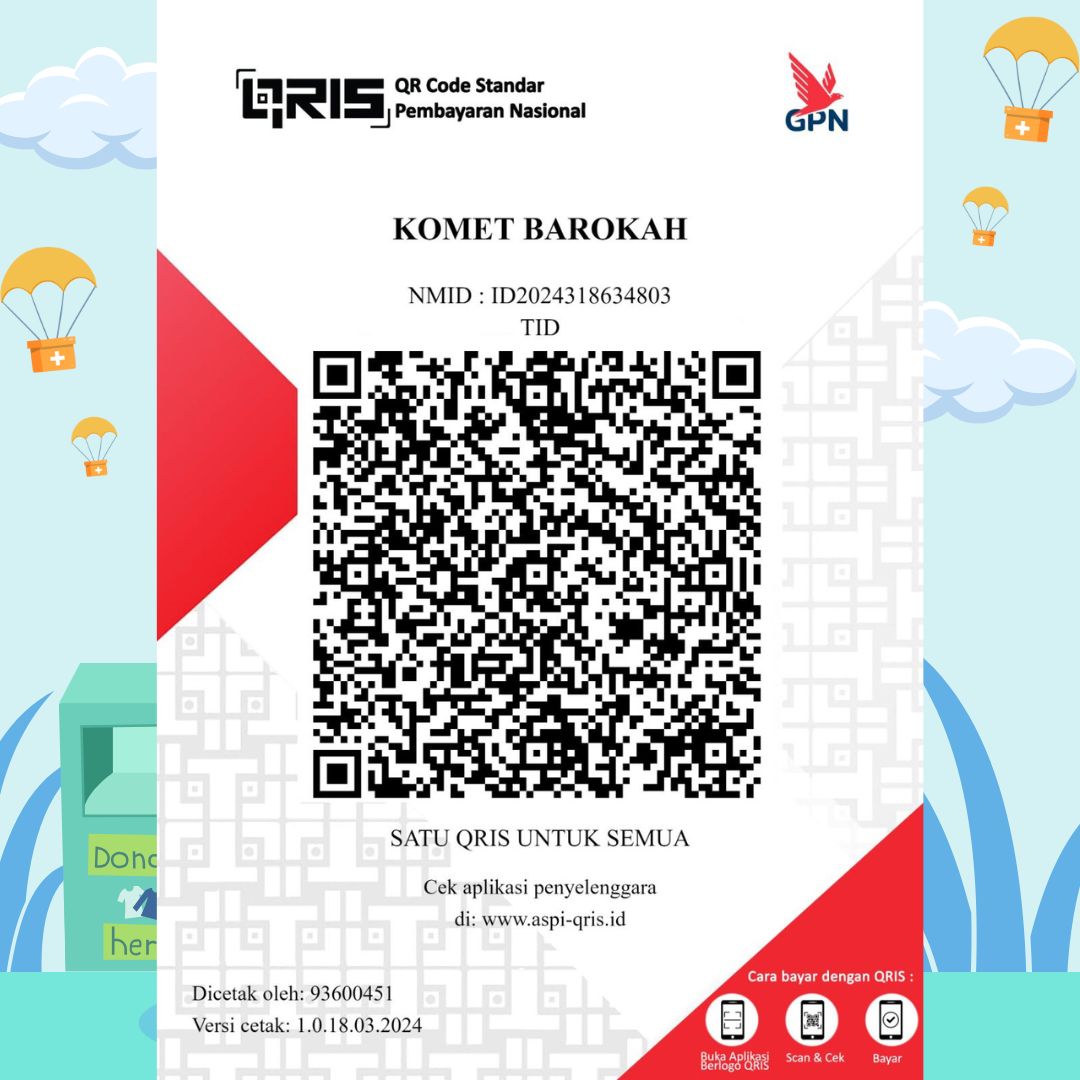 QRIS
QR Code Standar
Pembayaran Nasional
GPN
KOMET BAROKAH
NMID : ID2024318634803
TID
SATU QRIS UNTUK SEMUA
Cek aplikasi penyelenggara
di: www.aspi-qris.id
Dona
her
Dicetak oleh: 93600451
Versi cetak: 1.0.18.03.2024
Cara bayar dengan QRIS :
Buka Aplikasi
Berlogo QRIS
Scan & Cek
Bayar